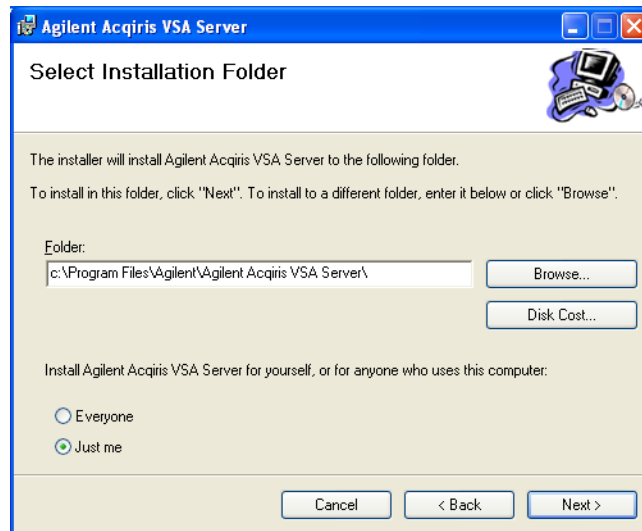 Agilent Acqiris VSA Server
Select Installation Folder
The installer will install Agilent Acqiris VSA Server to the following folder.
To install in this folder, click "Next". To install to a different folder, enter it below or click "Browse".
Folder:
c:\Program Files\Agilent\Agilent Acqiris VSA Server\
Browse...
Disk Cost...
Install Agilent Acqiris VSA Server for yourself, or for anyone who uses this computer:
Everyone
Just me
Cancel
< Back
Next >